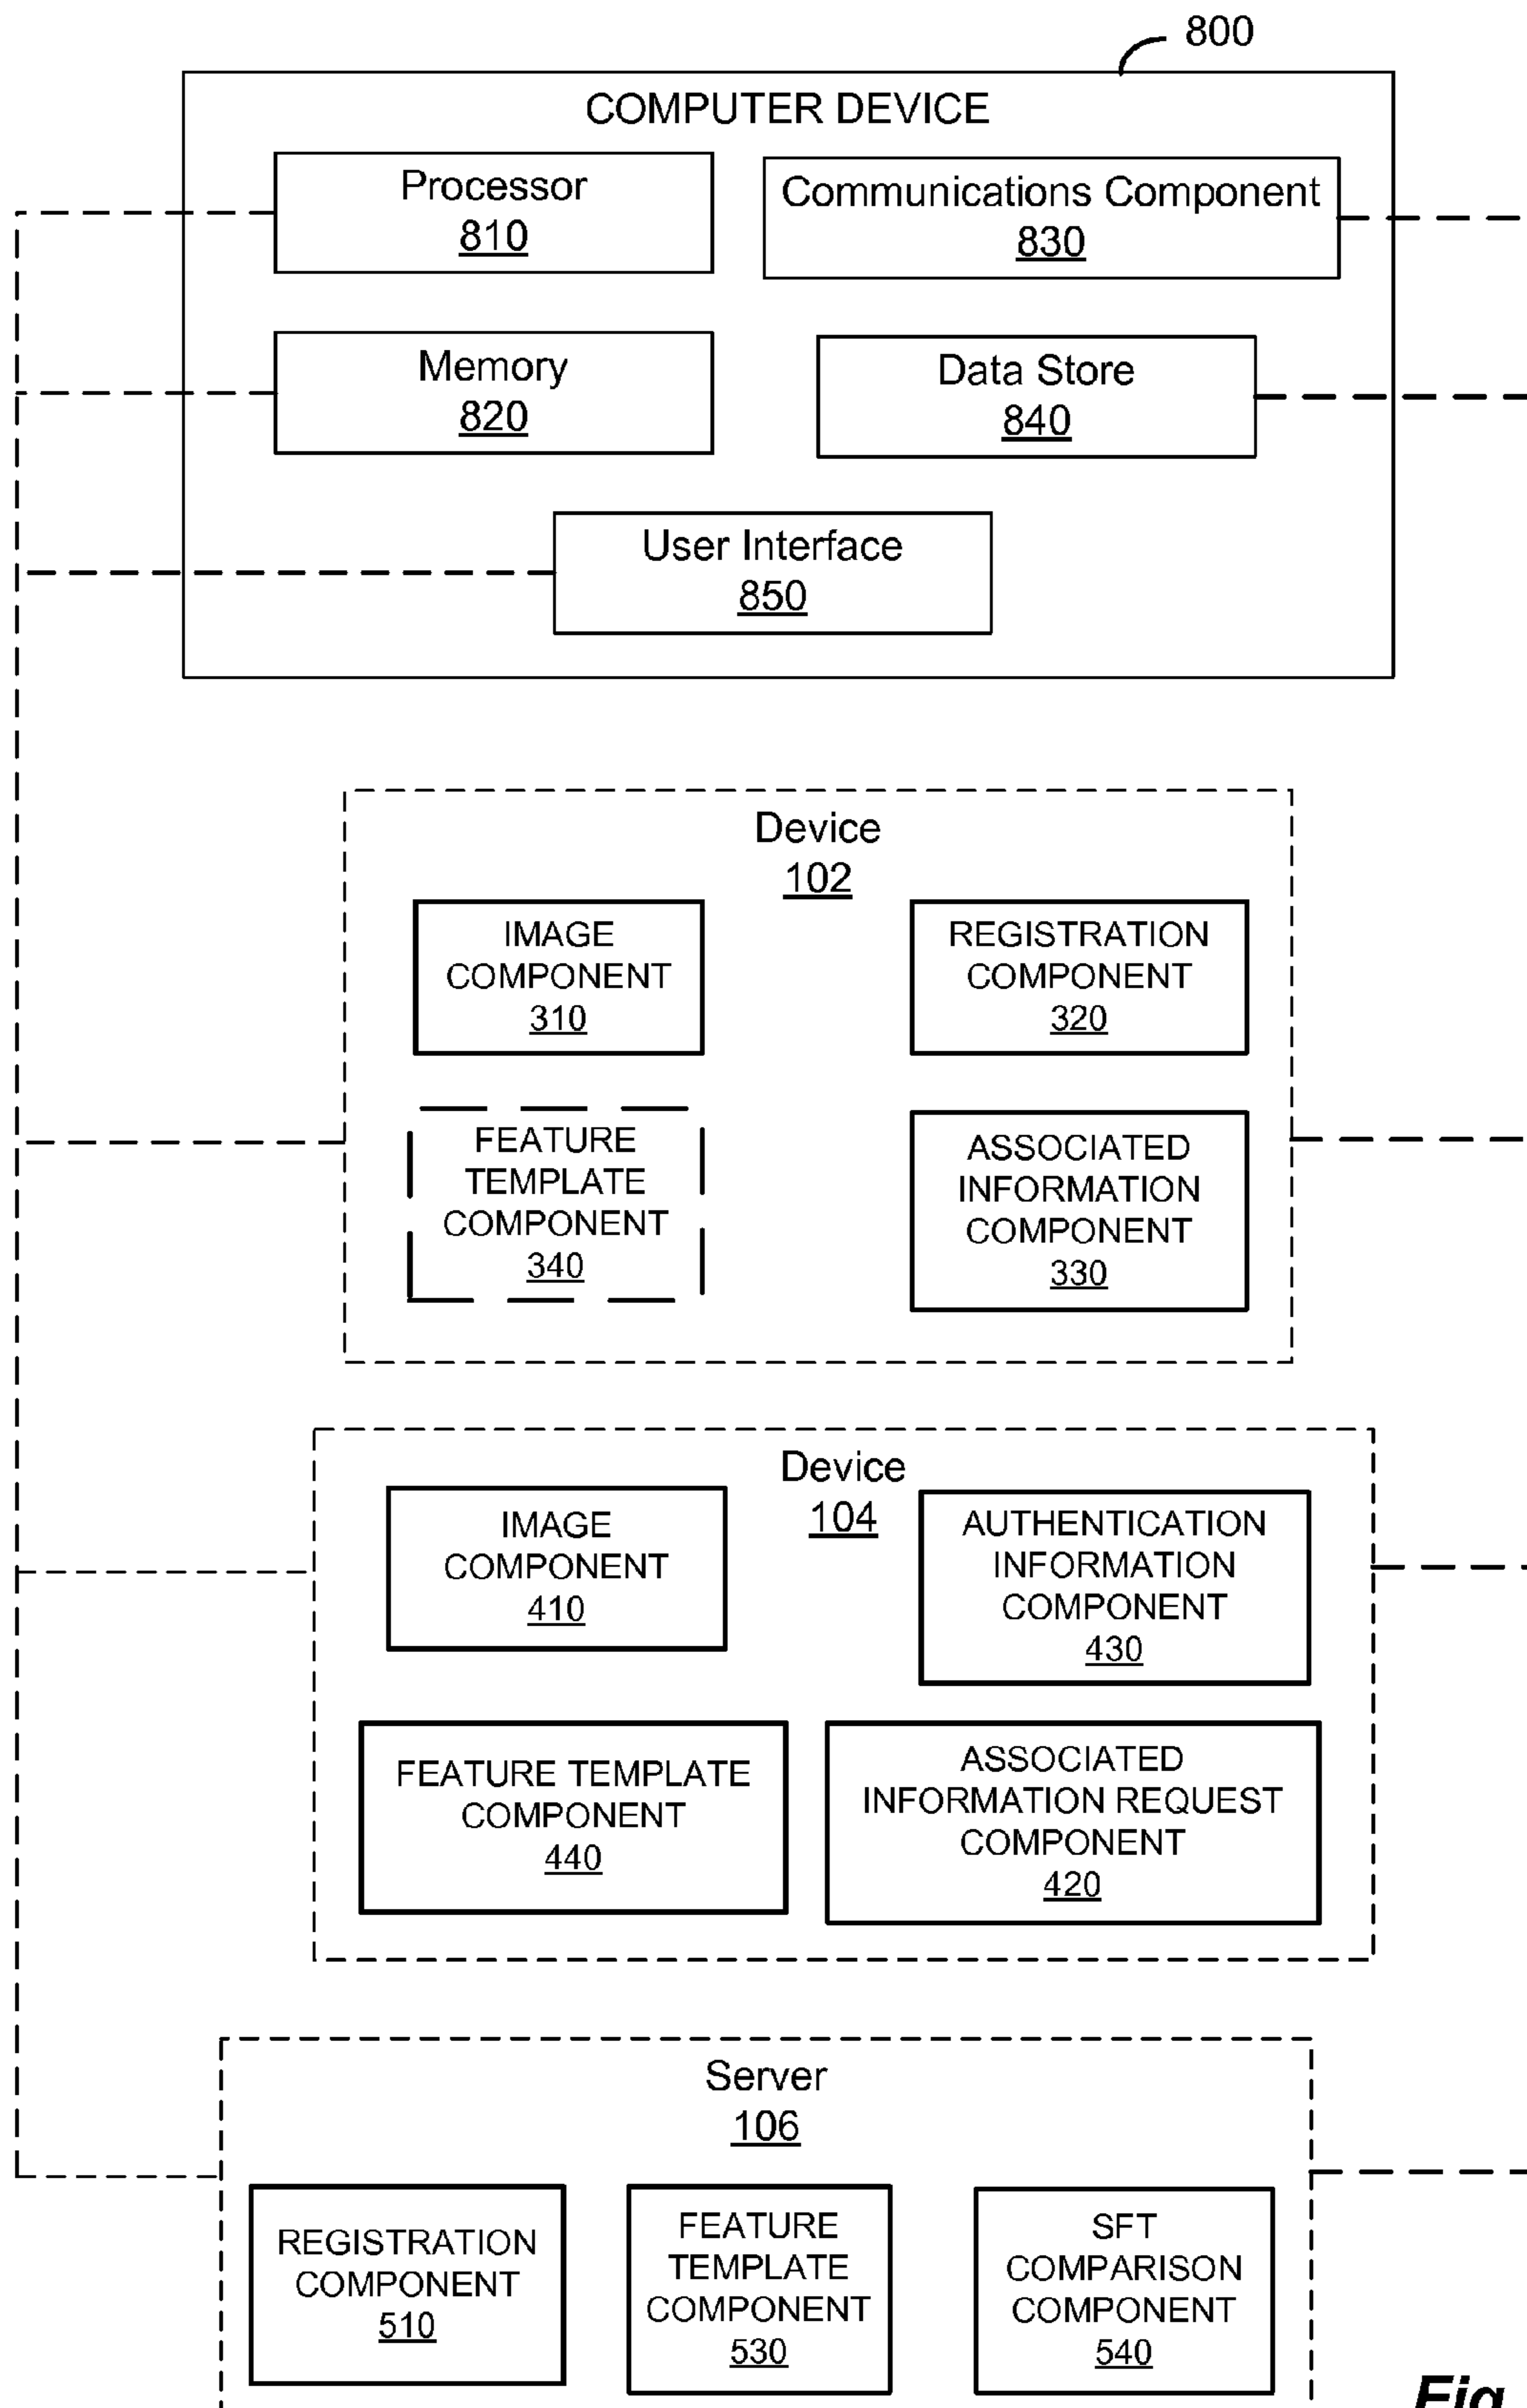 800
COMPUTER DEVICE
Processor
810
Communications Component
830
Memory
820
Data Store
840
User Interface
850
Device
102
IMAGE
COMPONENT
310
REGISTRATION
COMPONENT
320
FEATURE
TEMPLATE
COMPONENT
340
ASSOCIATED
INFORMATION
COMPONENT
330
Device
104
IMAGE
COMPONENT
410
AUTHENTICATION
INFORMATION
COMPONENT
430
FEATURE TEMPLATE
COMPONENT
440
ASSOCIATED
INFORMATION REQUEST
COMPONENT
420
Server
106
REGISTRATION
COMPONENT
510
FEATURE
TEMPLATE
COMPONENT
530
SFT
COMPARISON
COMPONENT
540
Fig